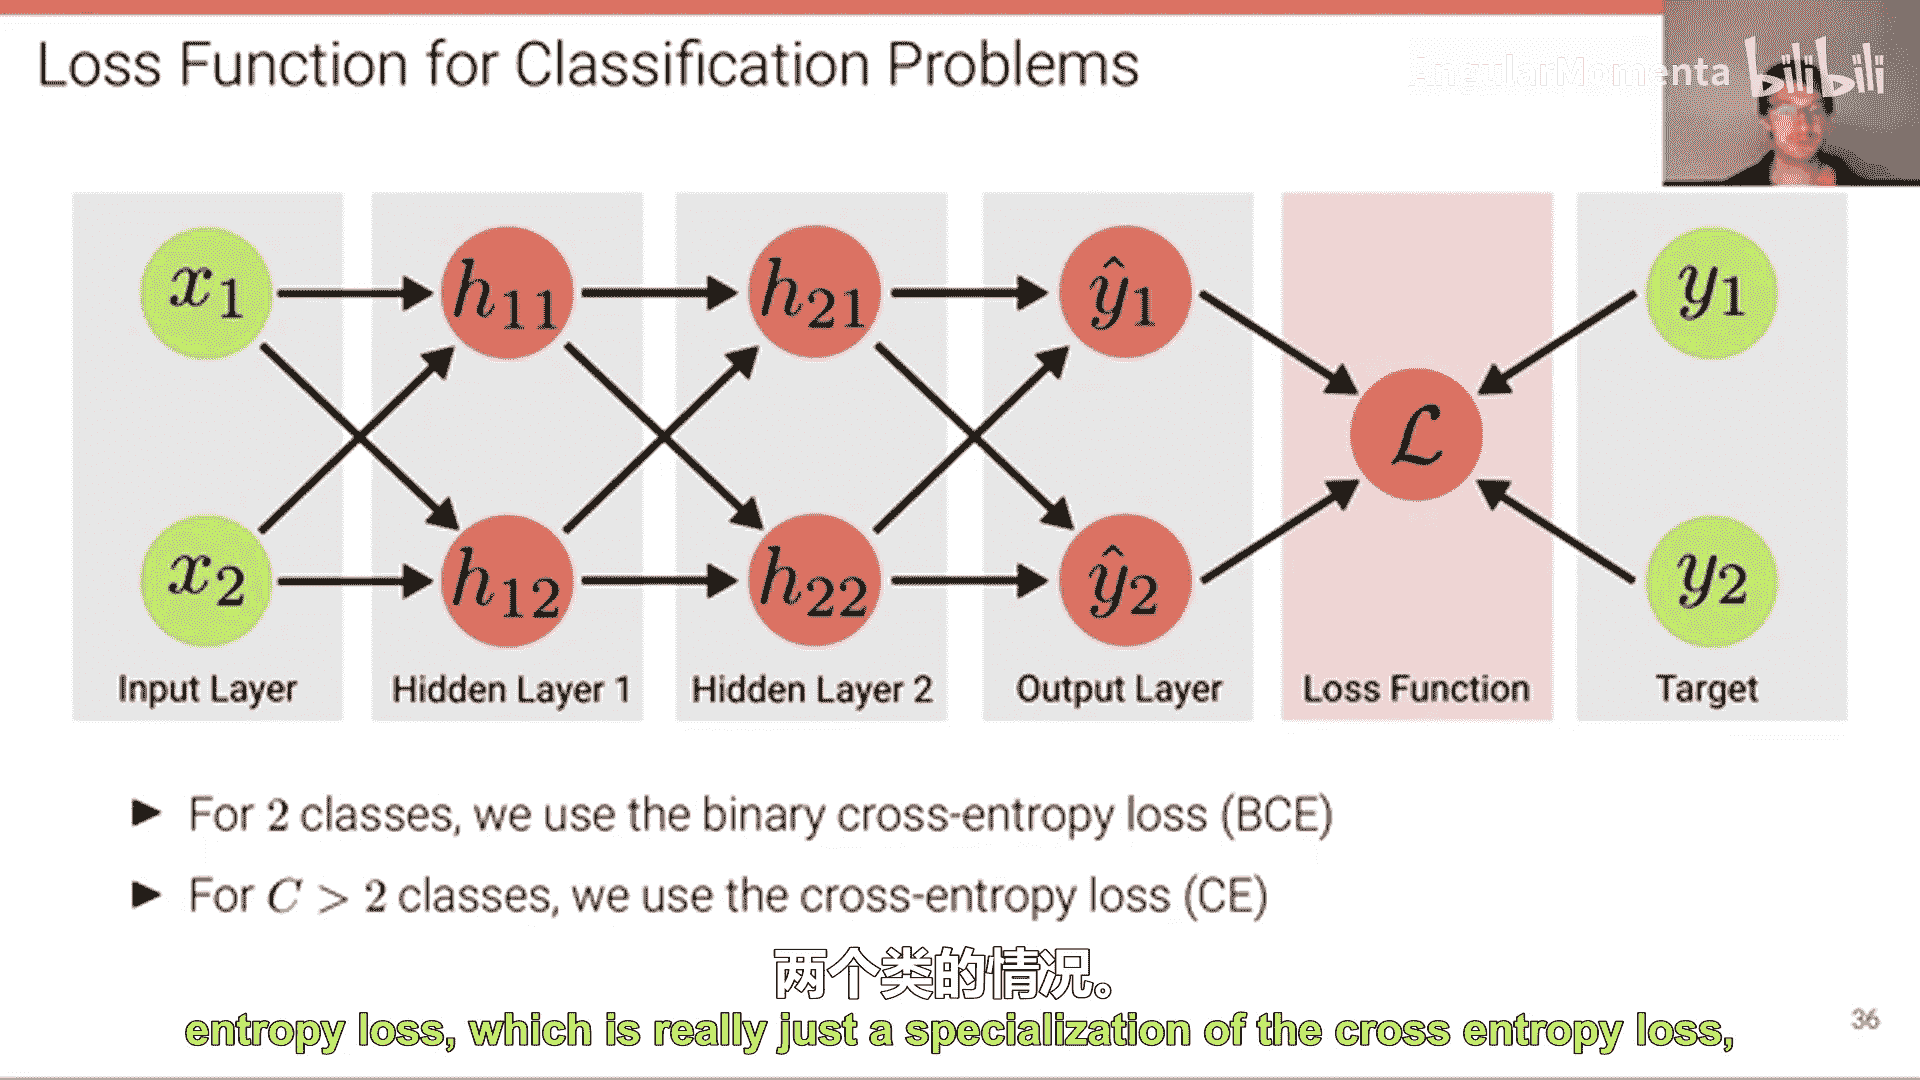 Loss Function for Classification Problems
AngularMomenta bilibili
x1 h11 h21 ŷ1 y1
ℒ
x2 h12 h22 ŷ2 y2
Input Layer Hidden Layer 1 Hidden Layer 2 Output Layer Loss Function Target
► For 2 classes, we use the binary cross-entropy loss (BCE)
► For C > 2 classes, we use the cross-entropy loss (CE)
两个类的情况。
entropy loss, which is really just a specialization of the cross entropy loss,
36